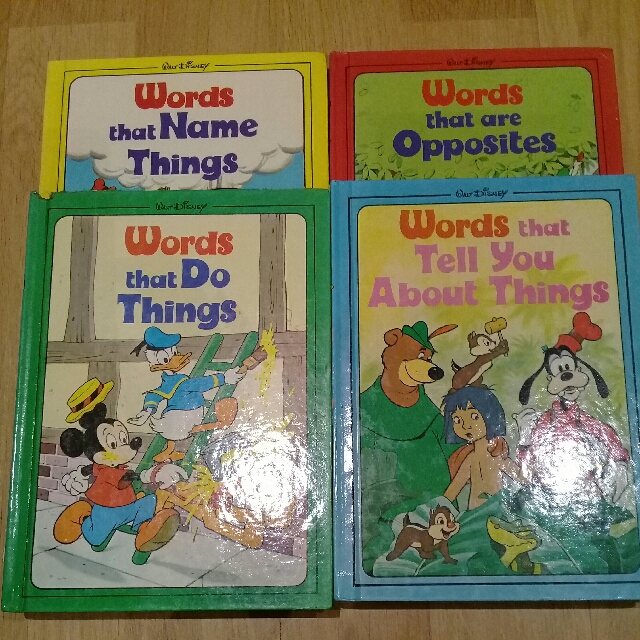 WALT DISNEY
Words
that Name
Things
WALT DISNEY
Words
that are
Opposites
WALT DISNEY
Words
that Do
Things
WALT DISNEY
Words that
Tell You
About Things